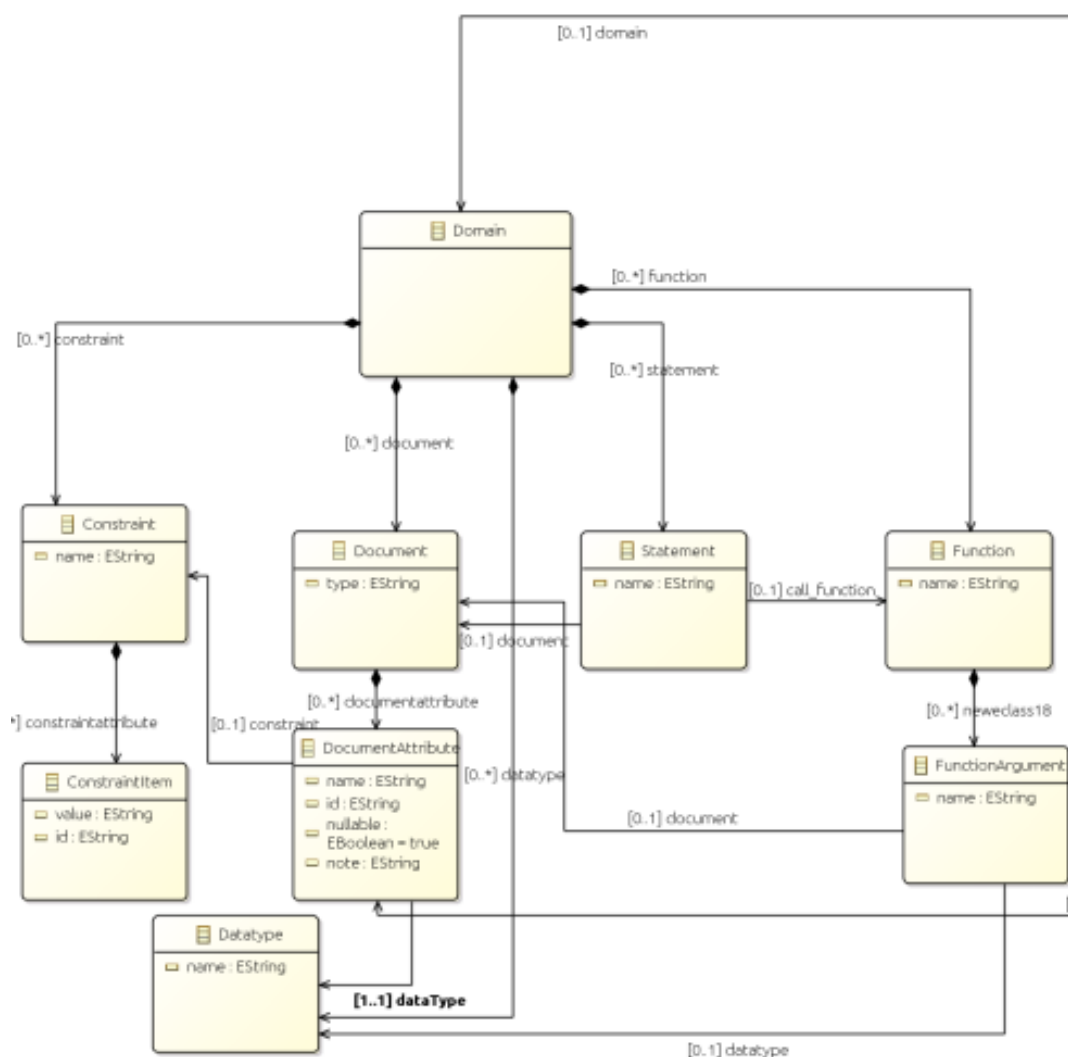 [0..1] domain
Domain
[0..*] function
[0..*] constraint
[0..*] statement
[0..*] document
Constraint
name : EString
Document
type : EString
Statement
name : EString
[0..1] call_function
Function
name : EString
[0..1] document
[0..*] documentattribute
[0..*] neweclass18
*] constraintattribute
[0..1] constraint
DocumentAttribute
name : EString
id : EString
nullable :
EBoolean = true
note : EString
[0..*] datatype
FunctionArgument
name : EString
ConstraintItem
value : EString
id : EString
[0..1] document
[
Datatype
name : EString
[1..1] dataType
[0..1] datatype